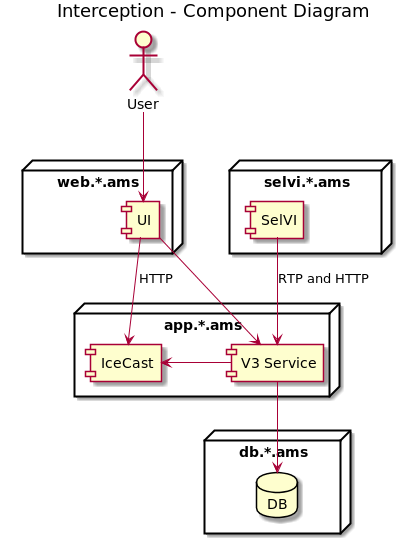 Interception - Component Diagram
User
web.*.ams
selvi.*.ams
UI
SelVI
HTTP
RTP and HTTP
app.*.ams
IceCast
V3 Service
db.*.ams
DB